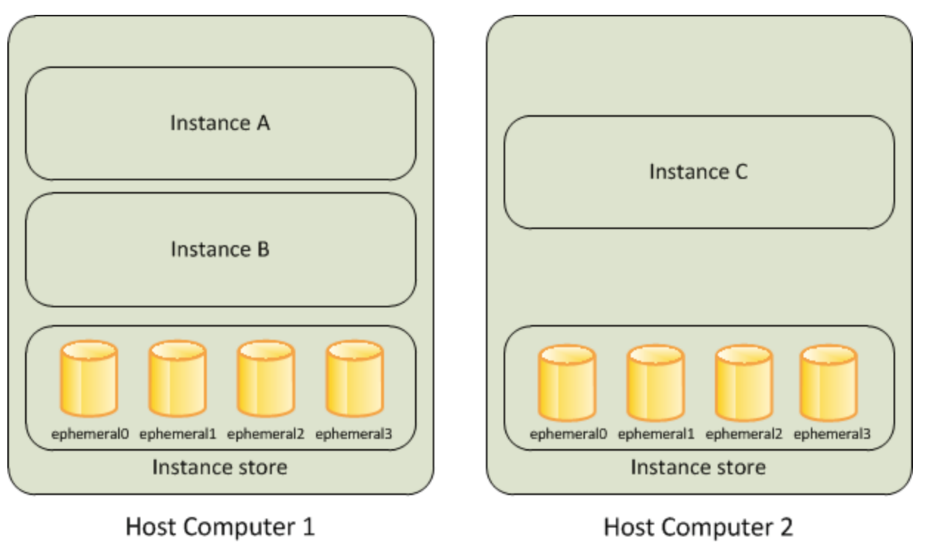 Instance A
Instance B
ephemeral0 ephemeral1 ephemeral2 ephemeral3
Instance store
Host Computer 1
Instance C
ephemeral0 ephemeral1 ephemeral2 ephemeral3
Instance store
Host Computer 2